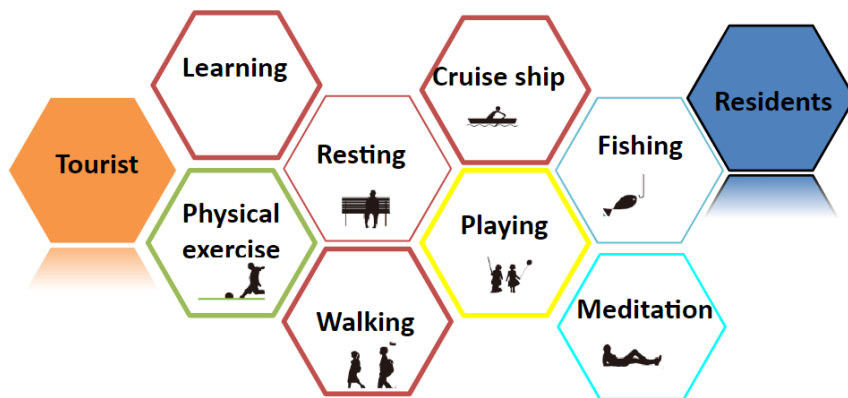 Learning
Cruise ship
Residents
Tourist
Resting
Fishing
Physical
exercise
Playing
Walking
Meditation